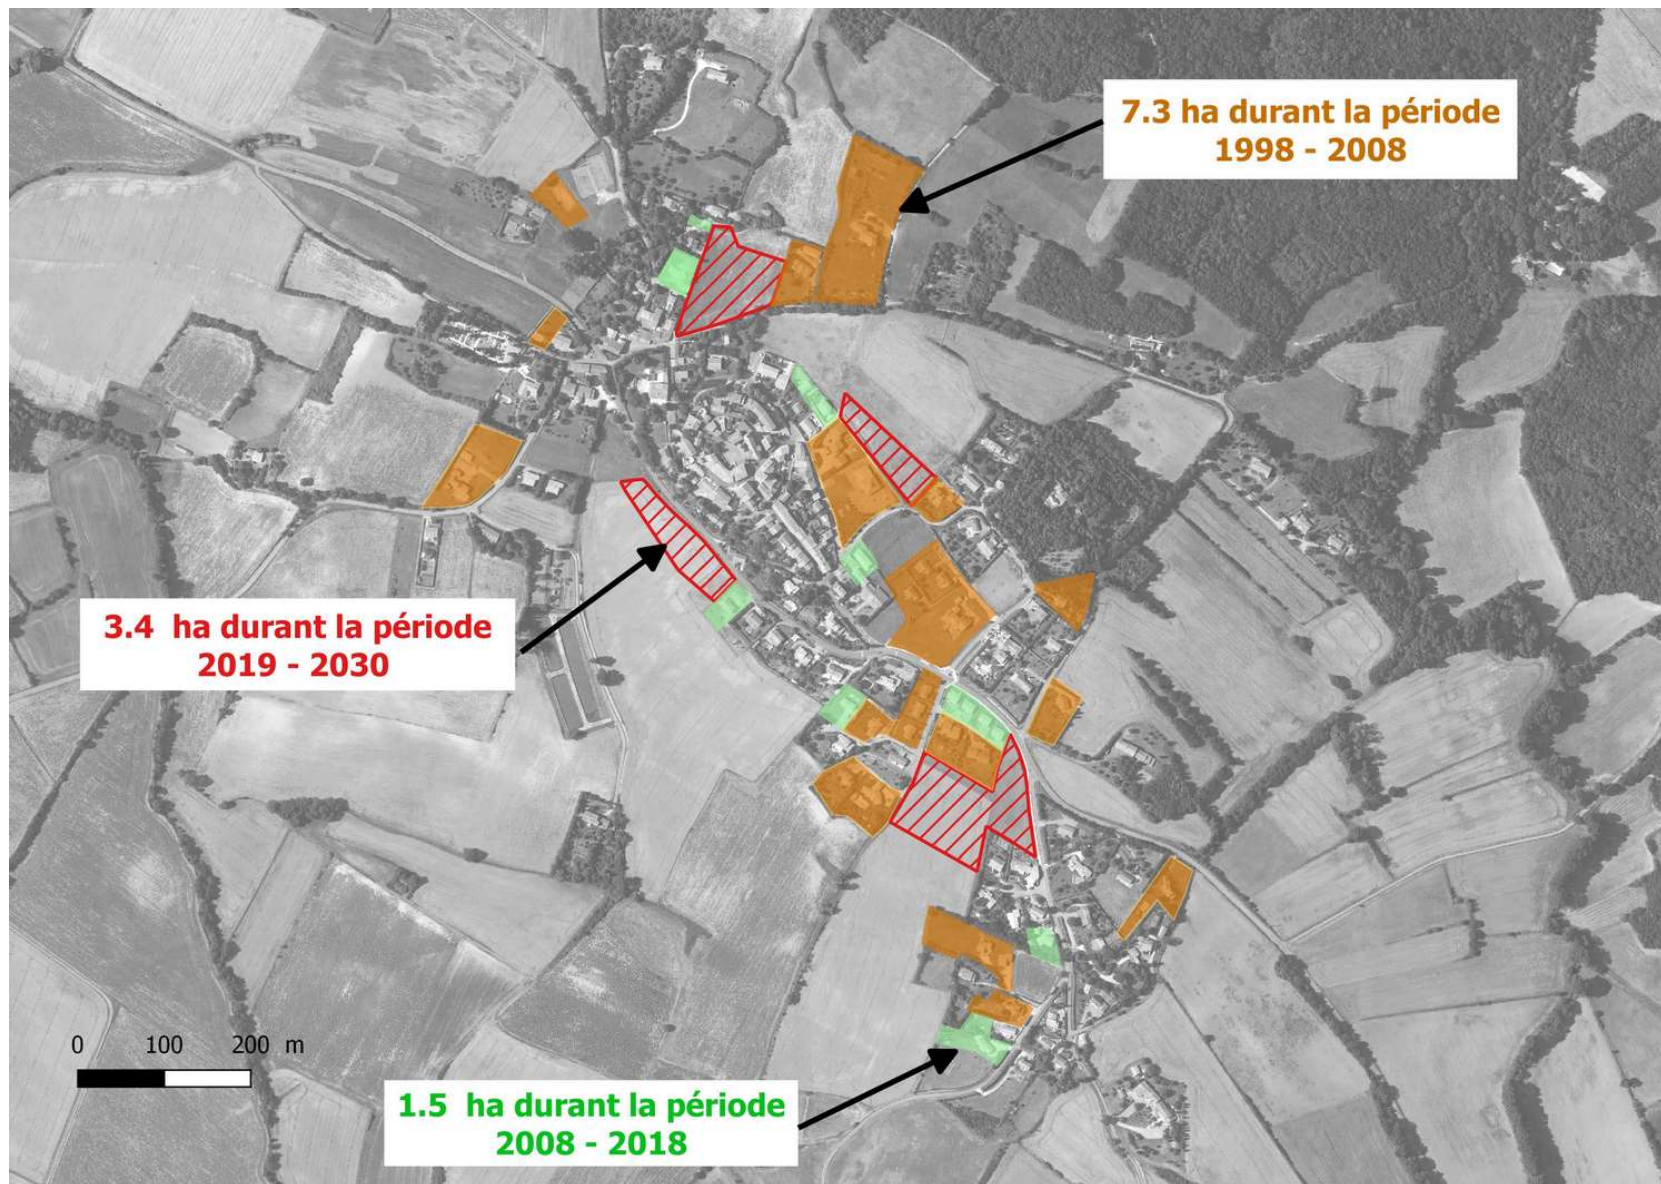 7.3 ha durant la période
1998 - 2008
3.4 ha durant la période
2019 - 2030
0 100 200 m
1.5 ha durant la période
2008 - 2018